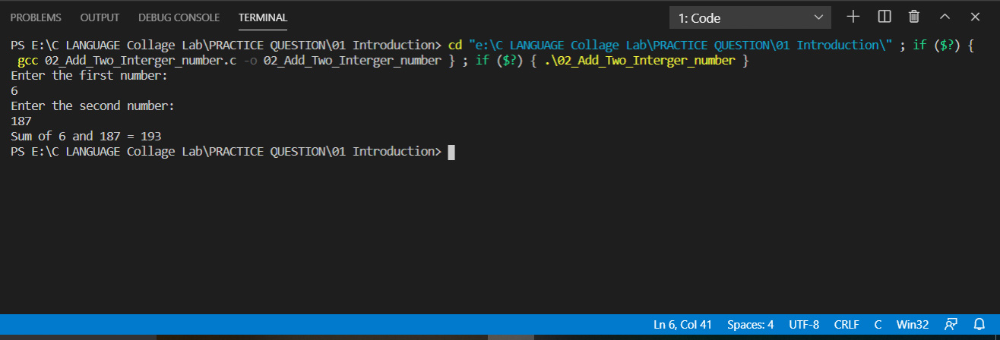 PROBLEMS OUTPUT DEBUG CONSOLE TERMINAL 1: Code
PS E:\C LANGUAGE Collage Lab\PRACTICE QUESTION\01 Introduction> cd "e:\C LANGUAGE Collage Lab\PRACTICE QUESTION\01 Introduction\" ; if ($?) {
gcc 02_Add_Two_Interger_number.c -o 02_Add_Two_Interger_number } ; if ($?) { .\02_Add_Two_Interger_number }
Enter the first number:
6
Enter the second number:
187
Sum of 6 and 187 = 193
PS E:\C LANGUAGE Collage Lab\PRACTICE QUESTION\01 Introduction>
Ln 6, Col 41 Spaces: 4 UTF-8 CRLF C Win32